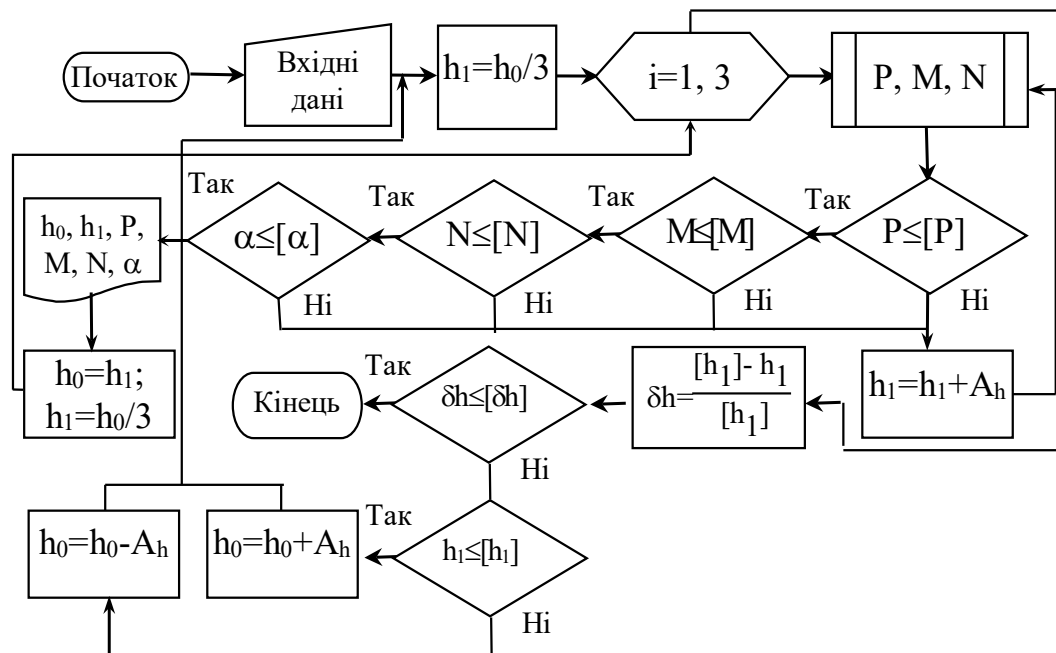 Початок
Вхідні
дані
h₁=h₀/3
i=1, 3
P, M, N
Так
Так
Так
Так
h₀, h₁, P,
M, N, α
α≤[α]
N≤[N]
M≤[M]
P≤[P]
Ні
Ні
Ні
Ні
h₀=h₁;
h₁=h₀/3
Кінець
Так
δh≤[δh]
δh=
[h₁]- h₁
[h₁]
h₁=h₁+Aₕ
Ні
h₀=h₀-Aₕ
h₀=h₀+Aₕ
Так
h₁≤[h₁]
Ні